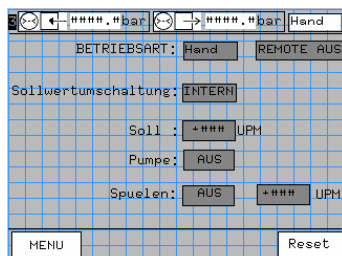 3 ####.# bar ####.# bar Hand
BETRIEBSART: Hand REMOTE AUS
Sollwertumschaltung: INTERN
Soll : +### UPM
Pumpe: AUS
Spuelen: AUS +### UPM
MENU Reset